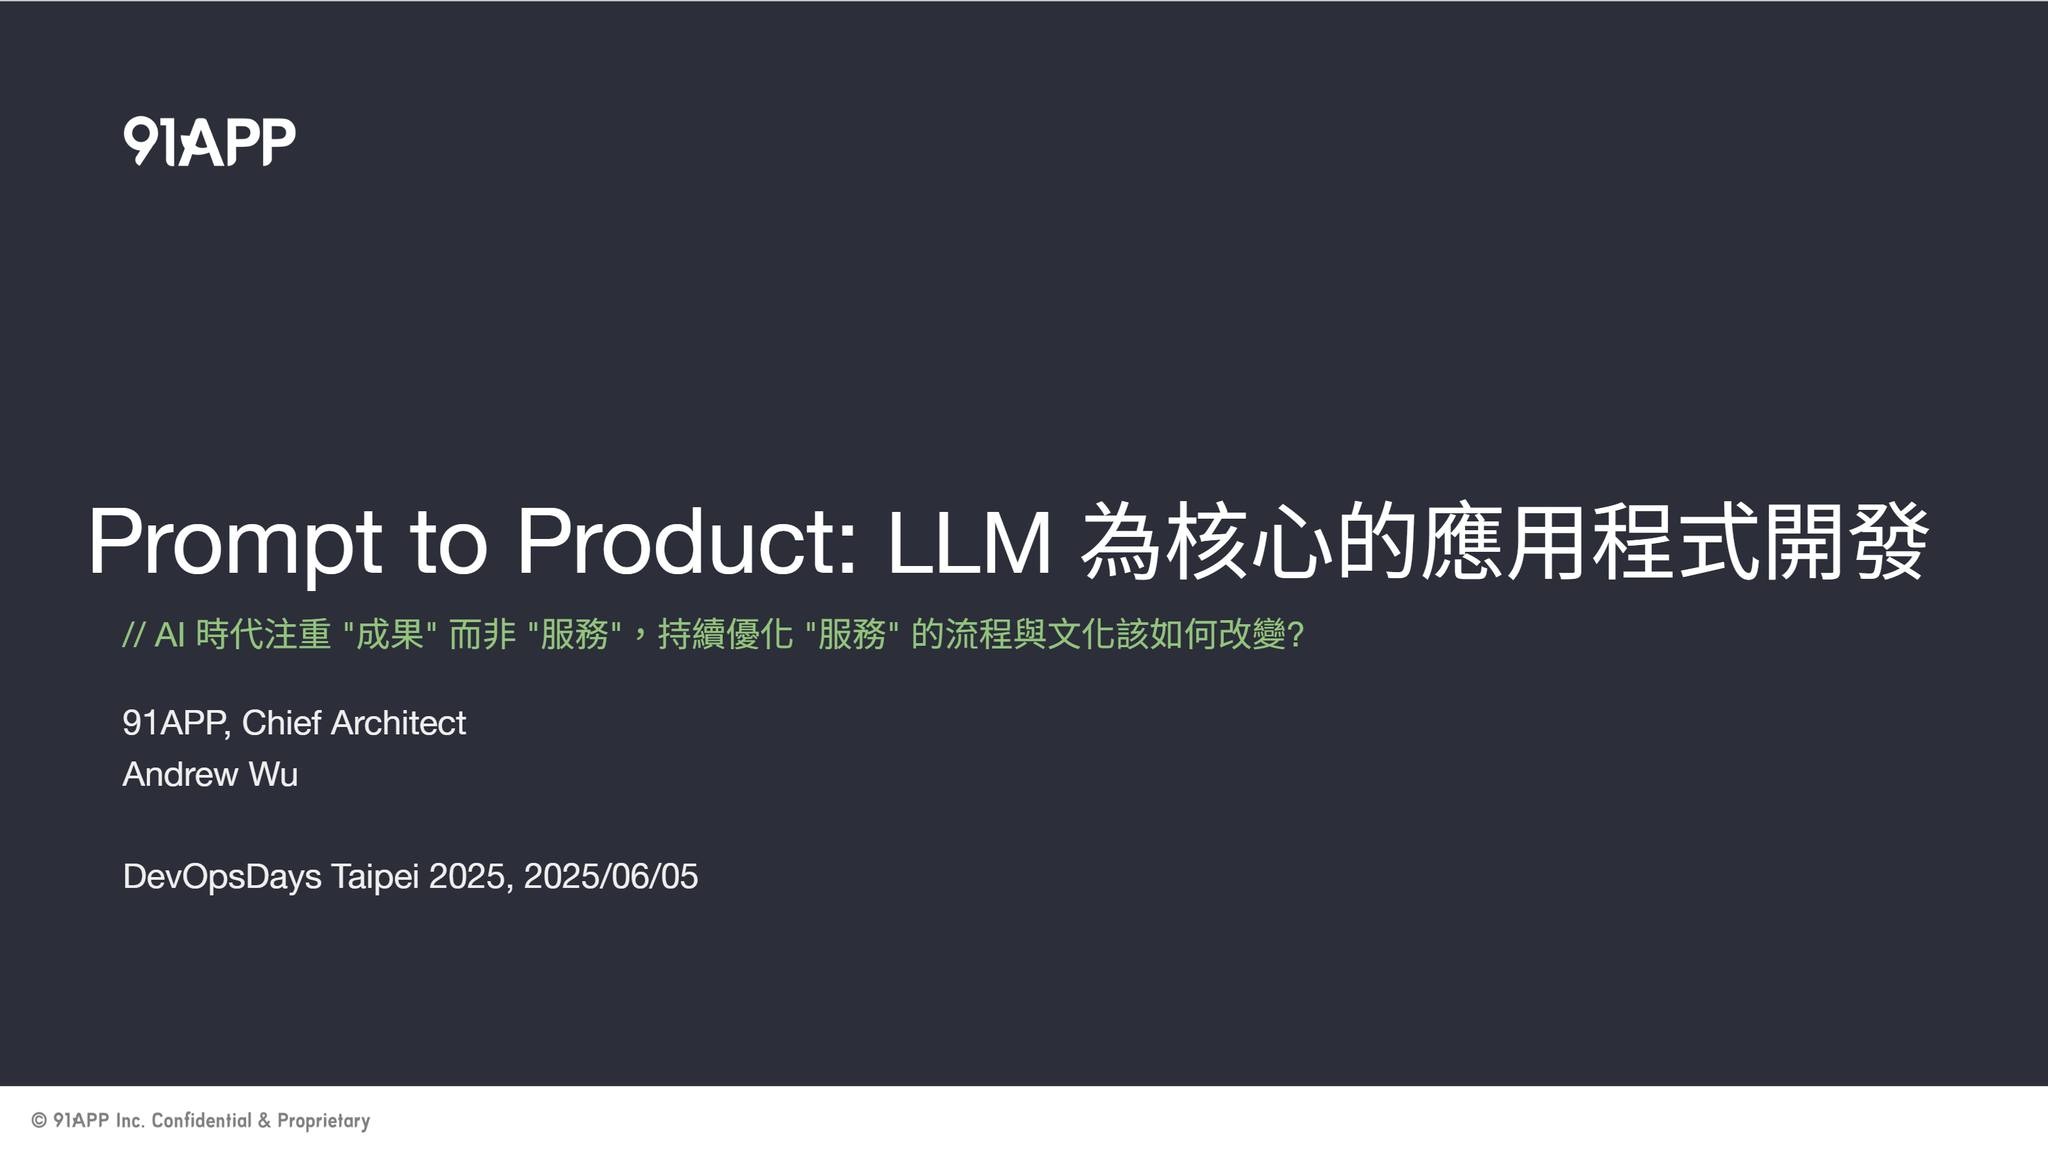 91APP
Prompt to Product: LLM 為核心的應用程式開發
// AI 時代注重 "成果" 而非 "服務"，持續優化 "服務" 的流程與文化該如何改變?
91APP, Chief Architect
Andrew Wu
DevOpsDays Taipei 2025, 2025/06/05
© 91APP Inc. Confidential & Proprietary